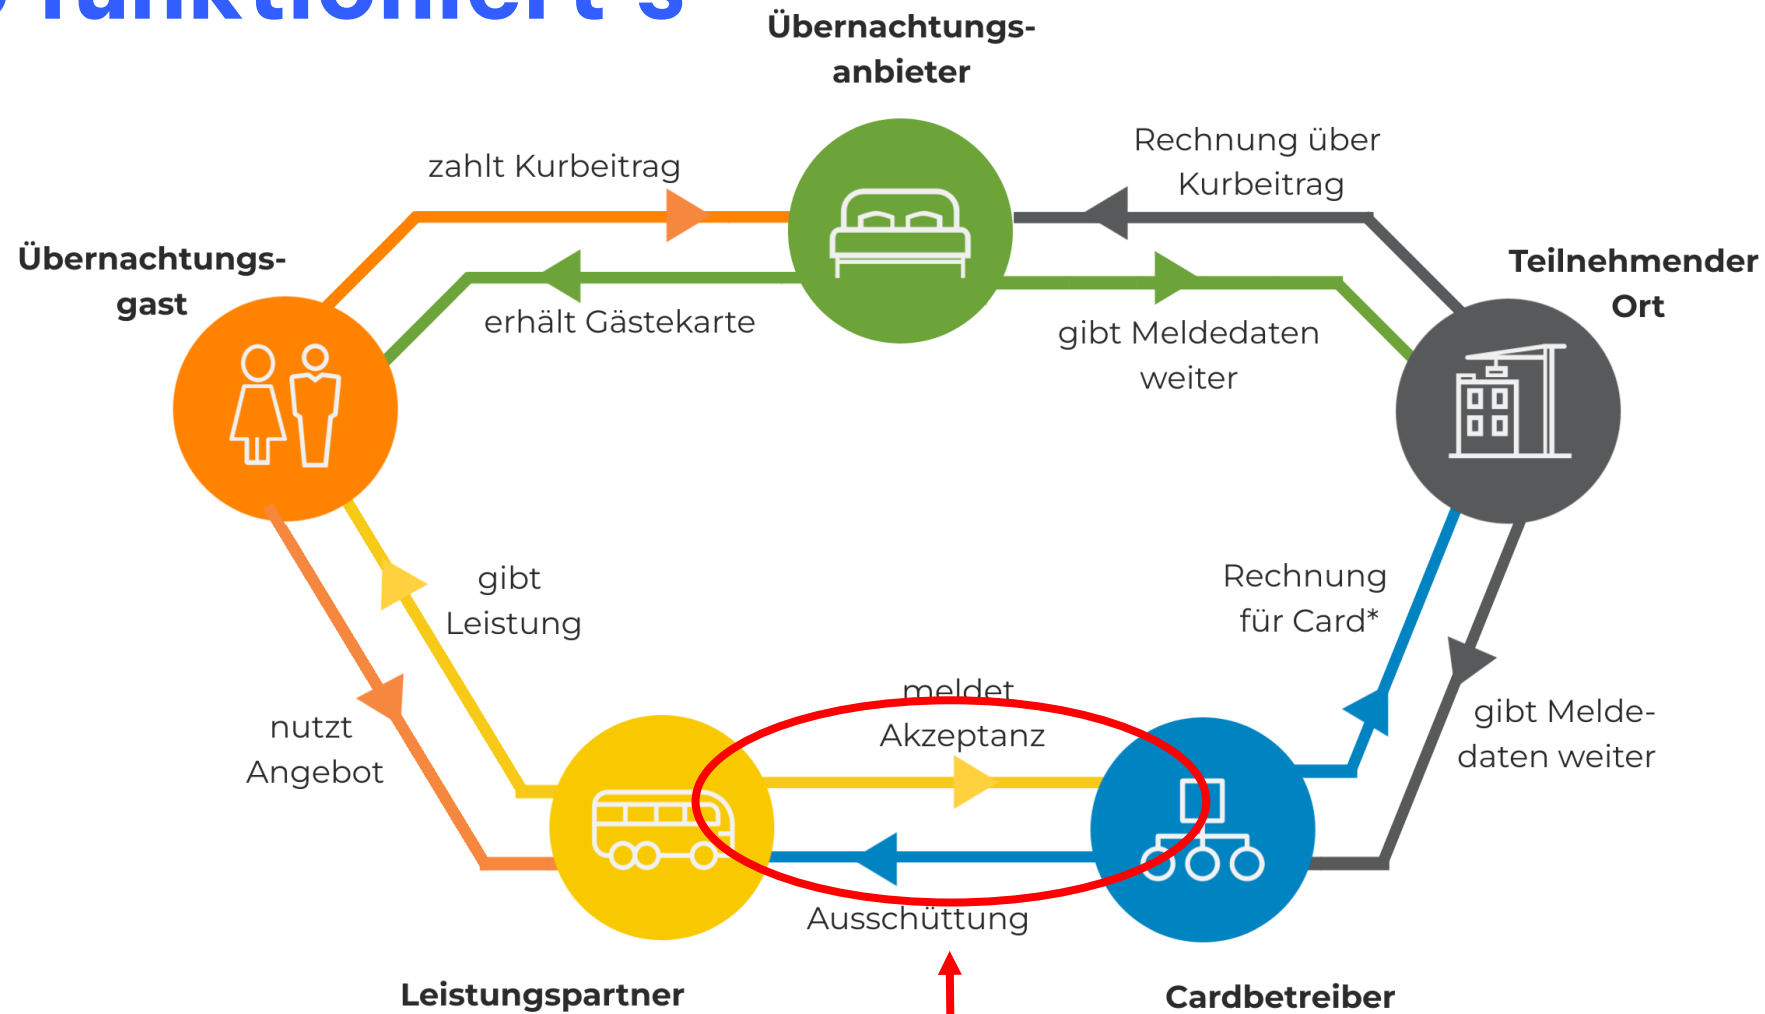 funktioniert's
Übernachtungs-
anbieter
zahlt Kurbeitrag
Rechnung über
Kurbeitrag
Übernachtungs-
gast
Teilnehmender
Ort
erhält Gästekarte
gibt Meldedaten
weiter
gibt
Leistung
Rechnung
für Card*
nutzt
Angebot
meldet
Akzeptanz
gibt Melde-
daten weiter
Ausschüttung
Leistungspartner
Cardbetreiber